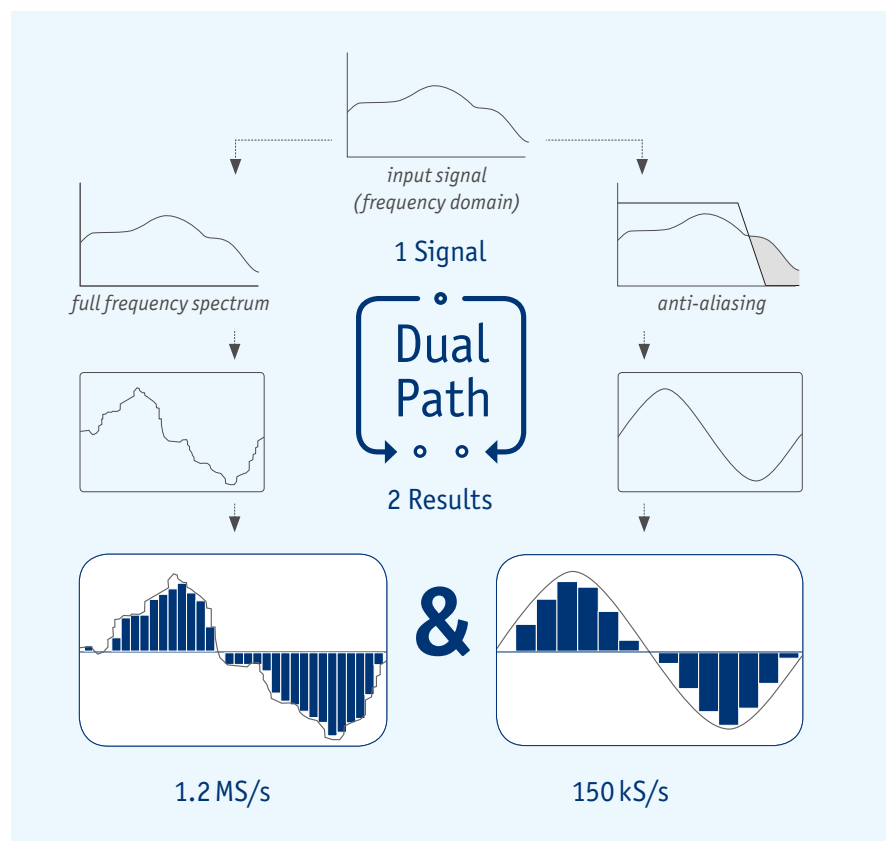 input signal
(frequency domain)
1 Signal
full frequency spectrum
anti-aliasing
Dual
Path
2 Results
&
1.2 MS/s
150 kS/s